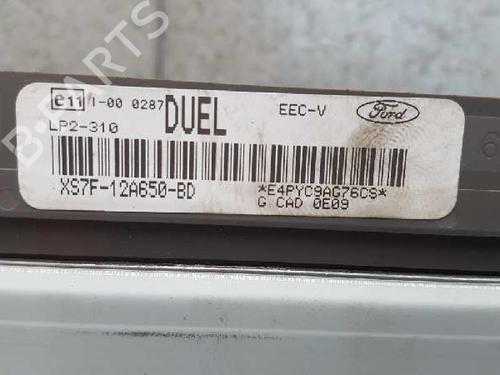 e11 1-00 0287 DUEL EEC-V Ford
LP2-310
XS7F-12A650-BD *E4PYC9AG76CS*
G CAD 0E09
B-PARTS